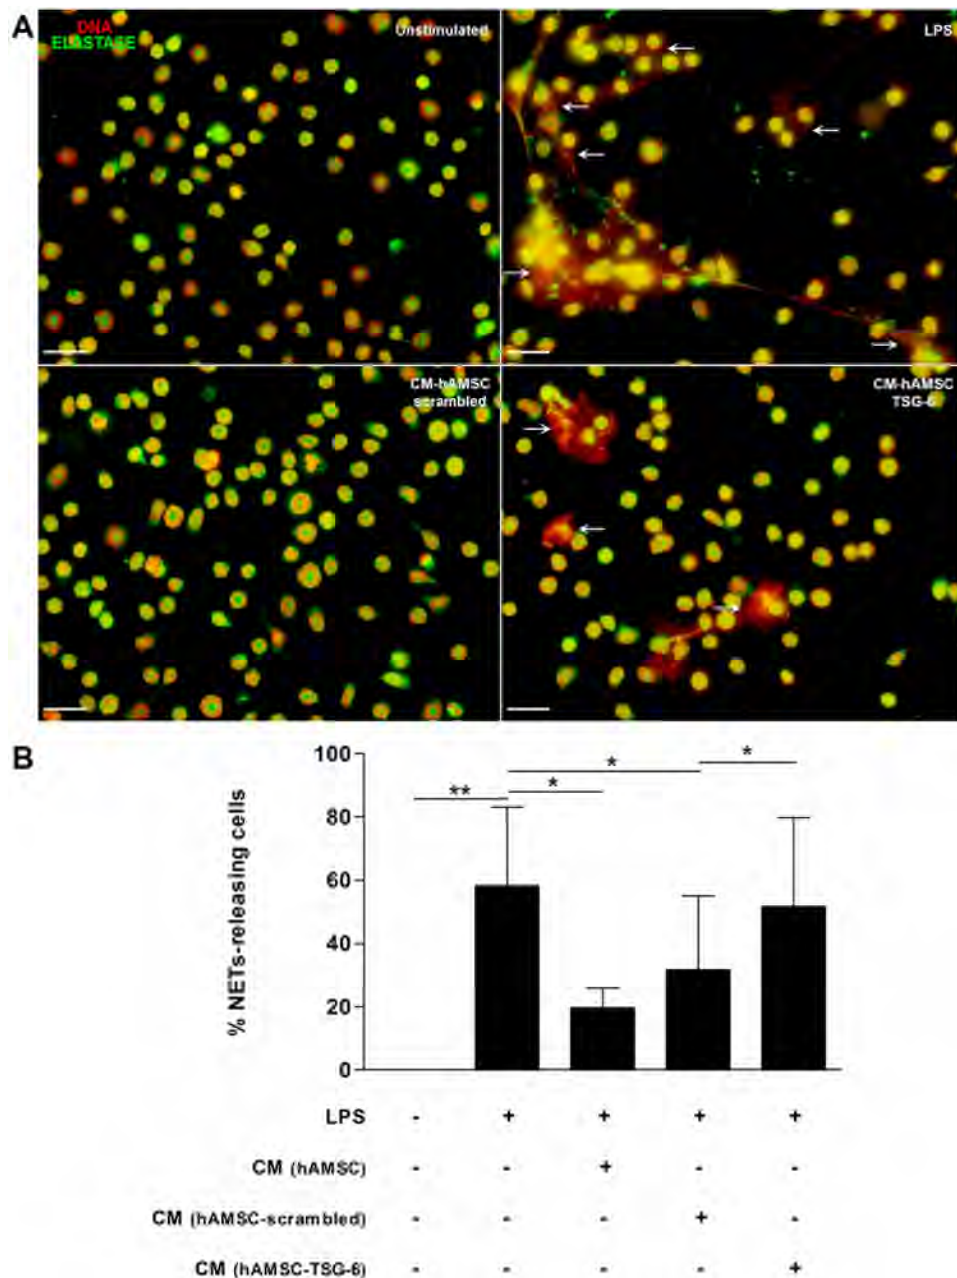 A
DNA
ELASTASE
Unstimulated
LPS
CM-hAMSC
scrambled
CM-hAMSC
TSG-6
B
% NETs-releasing cells
100
80
60
40
20
0
**
*
*
*
LPS - + + + +
CM (hAMSC) - - + - -
CM (hAMSC-scrambled) - - - + -
CM (hAMSC-TSG-6) - - - - +